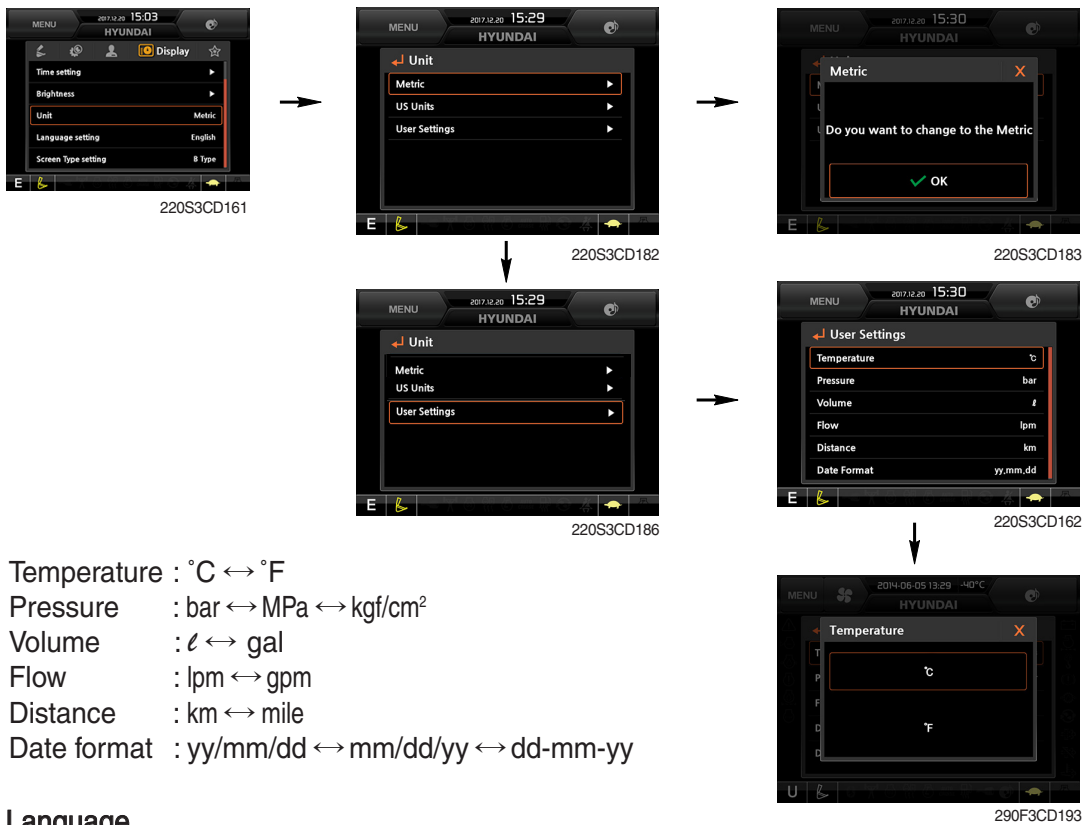 MENU
2017.12.20 15:03
HYUNDAI
Display
Time setting
Brightness
Unit Metric
Language setting English
Screen Type setting B Type
E
220S3CD161
MENU
2017.12.20 15:29
HYUNDAI
Unit
Metric
US Units
User Settings
E
220S3CD182
MENU
2017.12.20 15:30
HYUNDAI
Metric X
Do you want to change to the Metric
OK
E
220S3CD183
MENU
2017.12.20 15:29
HYUNDAI
Unit
Metric
US Units
User Settings
E
220S3CD186
MENU
2017.12.20 15:30
HYUNDAI
User Settings
Temperature ℃
Pressure bar
Volume ℓ
Flow lpm
Distance km
Date Format yy,mm,dd
E
220S3CD162
MENU
2014-06-05 13:29 -40°C
HYUNDAI
Temperature X
℃
℉
U
290F3CD193
Temperature : ˚C ↔ ˚F
Pressure : bar ↔ MPa ↔ kgf/cm²
Volume : ℓ ↔ gal
Flow : lpm ↔ gpm
Distance : km ↔ mile
Date format : yy/mm/dd ↔ mm/dd/yy ↔ dd-mm-yy
Language